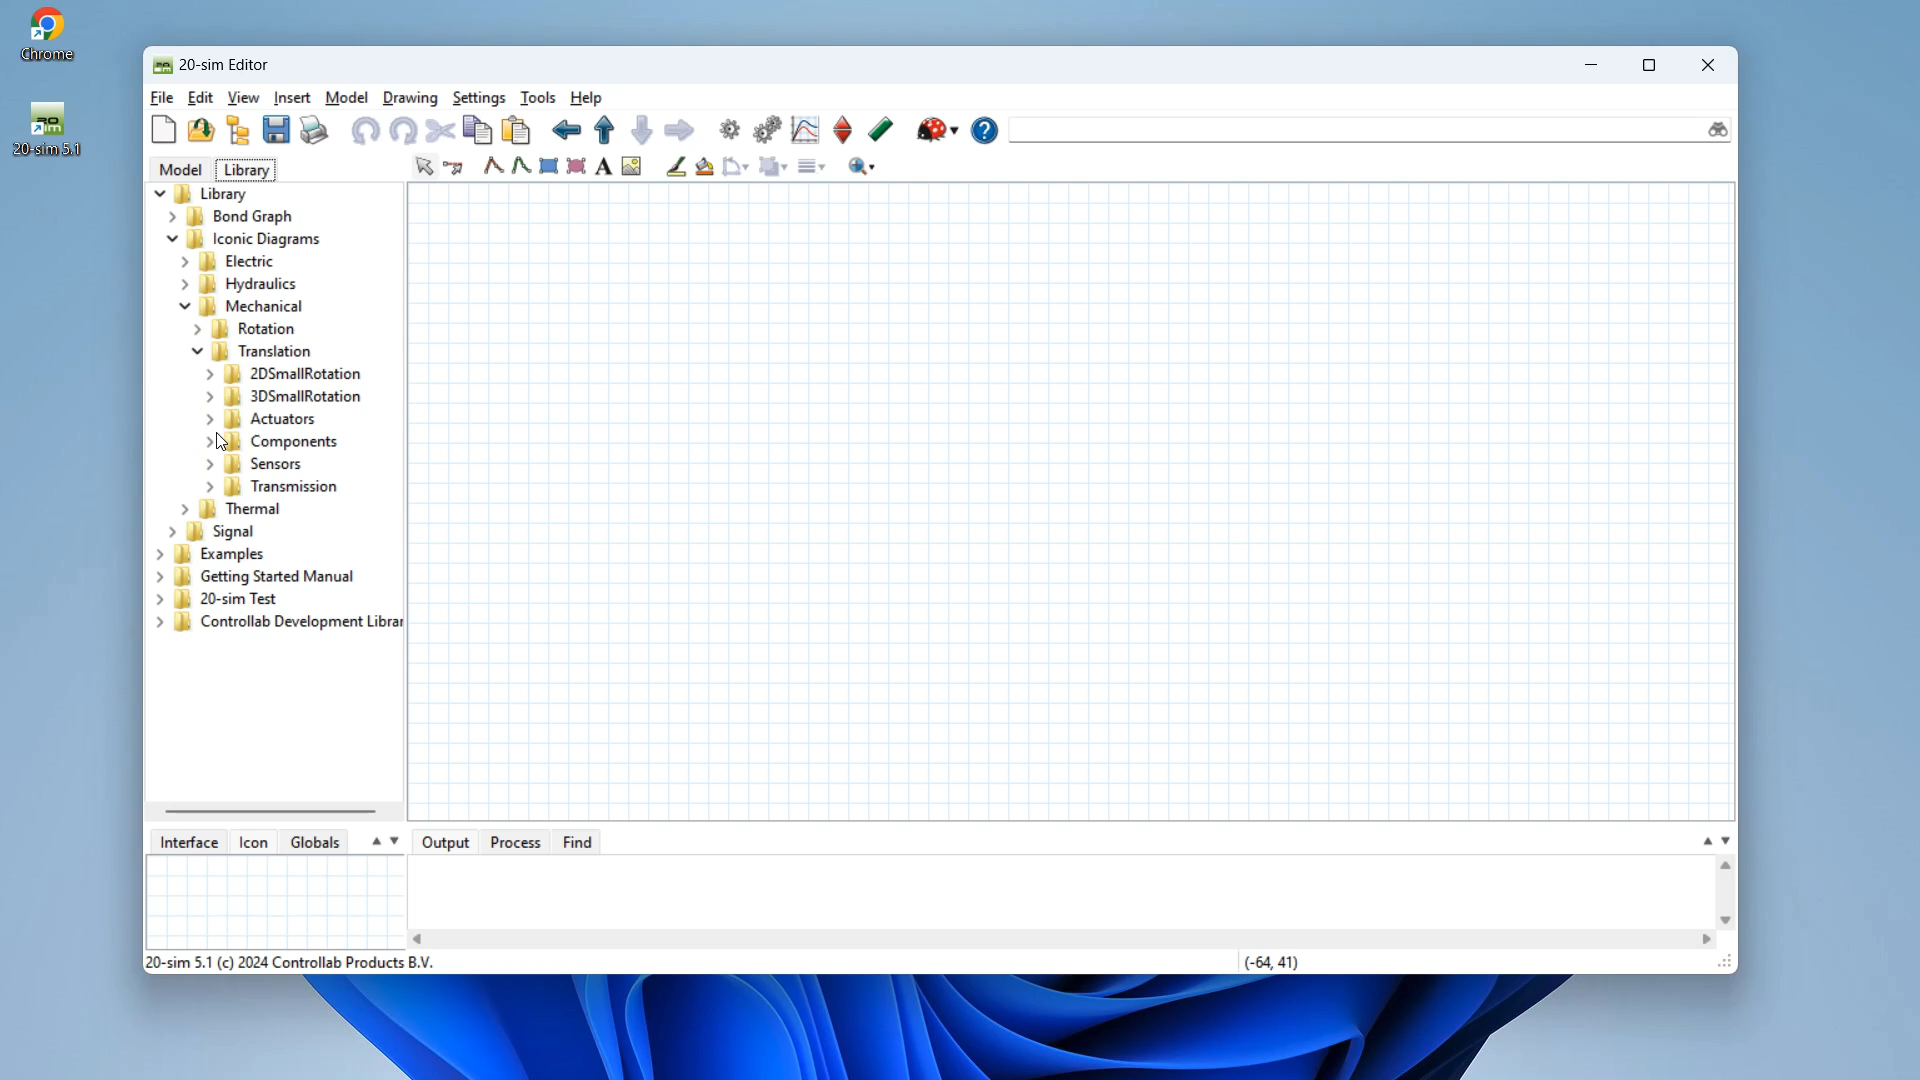 Chrome
20-sim 5.1
20-sim Editor
File Edit View Insert Model Drawing Settings Tools Help
Model Library
Library
Bond Graph
Iconic Diagrams
Electric
Hydraulics
Mechanical
Rotation
Translation
2DSmallRotation
3DSmallRotation
Actuators
Components
Sensors
Transmission
Thermal
Signal
Examples
Getting Started Manual
20-sim Test
Controllab Development Librar
Interface Icon Globals
Output Process Find
20-sim 5.1 (c) 2024 Controllab Products B.V.
(-64, 41)